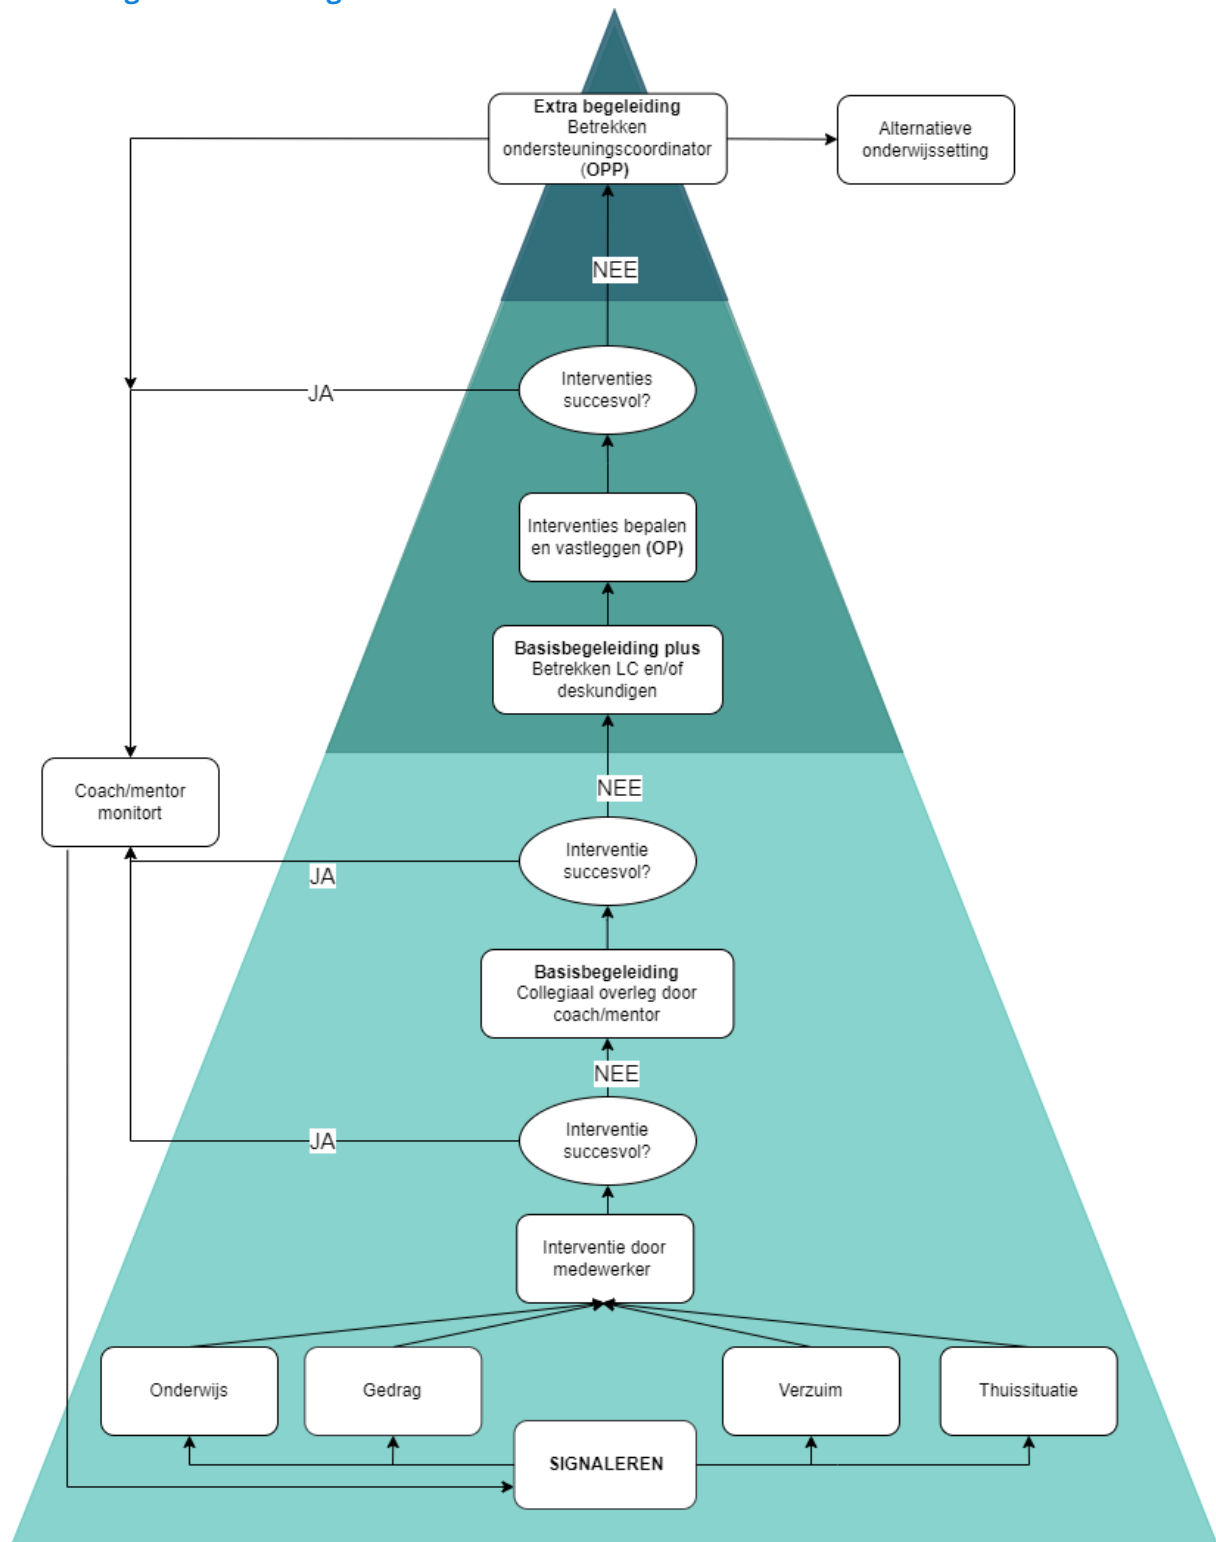 Extra begeleiding
Betrekken
ondersteuningscoordinator
(OPP)
Alternatieve
onderwijssetting
NEE
Interventies
succesvol?
JA
Interventies bepalen
en vastleggen (OP)
Basisbegeleiding plus
Betrekken LC en/of
deskundigen
Coach/mentor
monitort
NEE
Interventie
succesvol?
JA
Basisbegeleiding
Collegiaal overleg door
coach/mentor
NEE
Interventie
succesvol?
JA
Interventie door
medewerker
Onderwijs
Gedrag
Verzuim
Thuissituatie
SIGNALEREN